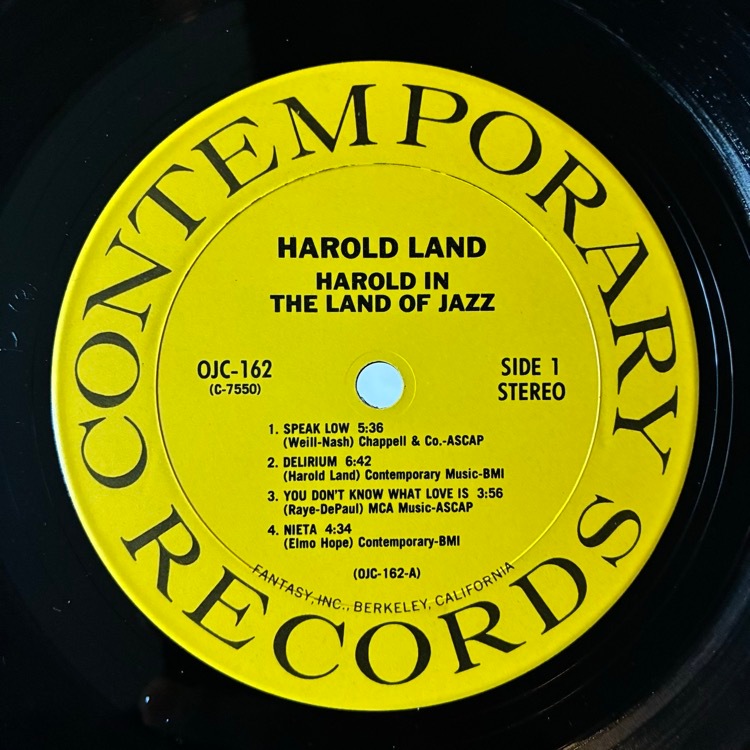 CONTEMPORARY
RECORDS
HAROLD LAND
HAROLD IN
THE LAND OF JAZZ
OJC-162
(C-7550)
SIDE 1
STEREO
1. SPEAK LOW 5:36
(Weill-Nash) Chappell & Co.-ASCAP
2. DELIRIUM 6:42
(Harold Land) Contemporary Music-BMI
3. YOU DON'T KNOW WHAT LOVE IS 3:56
(Raye-DePaul) MCA Music-ASCAP
4. NIETA 4:34
(Elmo Hope) Contemporary-BMI
(OJC-162-A)
FANTASY, INC., BERKELEY, CALIFORNIA